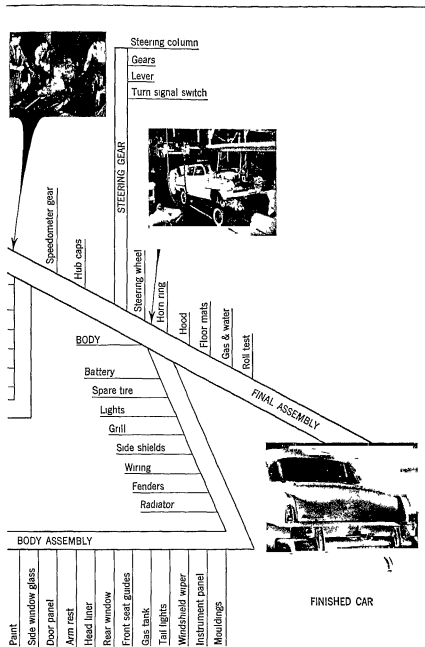 Steering column
Gears
Lever
Turn signal switch
STEERING GEAR
Speedometer gear
Hub caps
Steering wheel
Horn ring
Hood
Floor mats
Gas & water
Roll test
BODY
Battery
Spare tire
Lights
Grill
Side shields
Wiring
Fenders
Radiator
FINAL ASSEMBLY
BODY ASSEMBLY
Paint
Side window glass
Door panel
Arm rest
Head liner
Rear window
Front seat guides
Gas tank
Tail lights
Windshield wiper
Instrument panel
Mouldings
FINISHED CAR